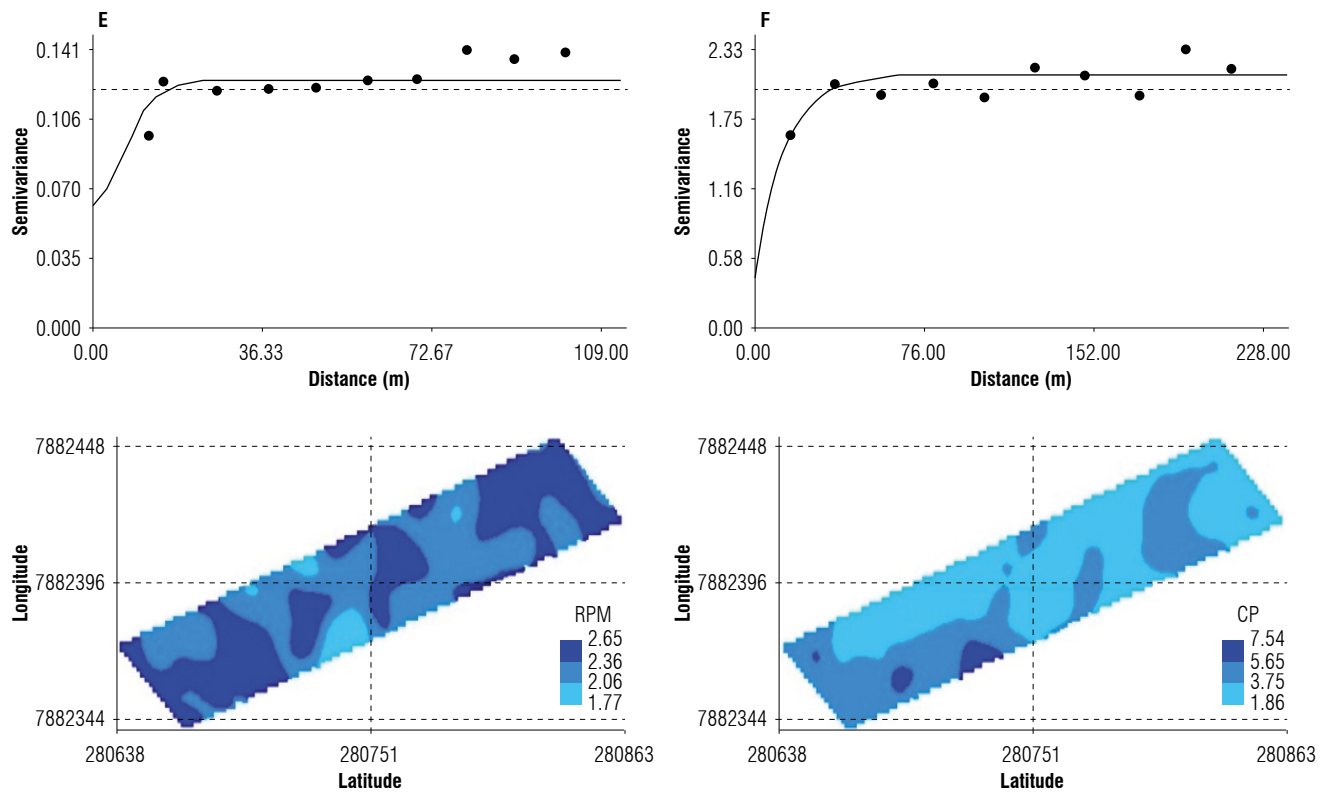 E
0.141
0.106
0.070
0.035
0.000
Semivariance
0.00 36.33 72.67 109.00
Distance (m)
F
2.33
1.75
1.16
0.58
0.00
Semivariance
0.00 76.00 152.00 228.00
Distance (m)
7882448
7882396
7882344
Longitude
RPM
2.65
2.36
2.06
1.77
280638 280751 280863
Latitude
7882448
7882396
7882344
Longitude
CP
7.54
5.65
3.75
1.86
280638 280751 280863
Latitude